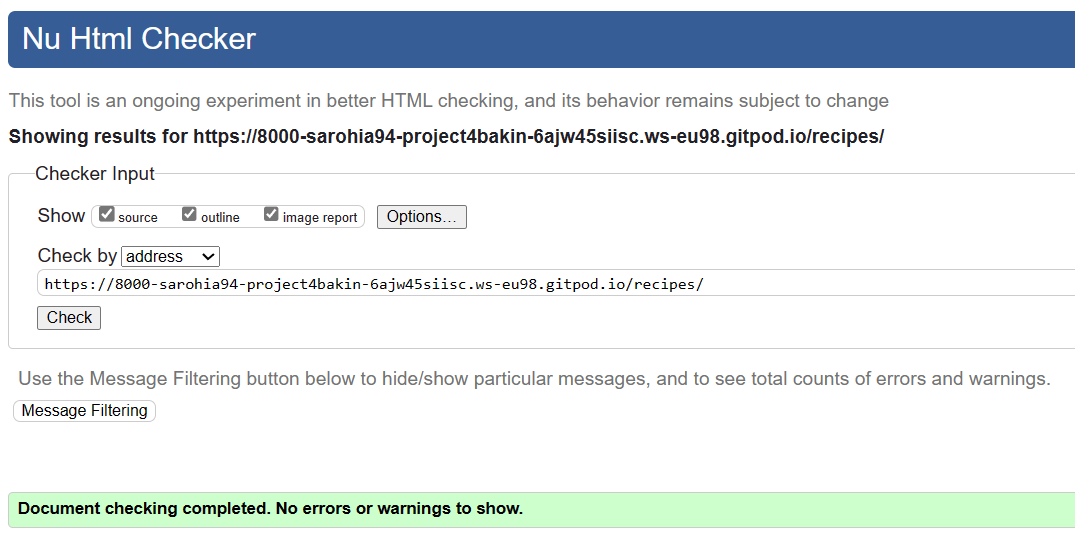 Nu Html Checker
This tool is an ongoing experiment in better HTML checking, and its behavior remains subject to change
Showing results for https://8000-sarohia94-project4bakin-6ajw45siisc.ws-eu98.gitpod.io/recipes/
Checker Input
Show source outline image report Options...
Check by address
https://8000-sarohia94-project4bakin-6ajw45siisc.ws-eu98.gitpod.io/recipes/
Check
Use the Message Filtering button below to hide/show particular messages, and to see total counts of errors and warnings.
Message Filtering
Document checking completed. No errors or warnings to show.